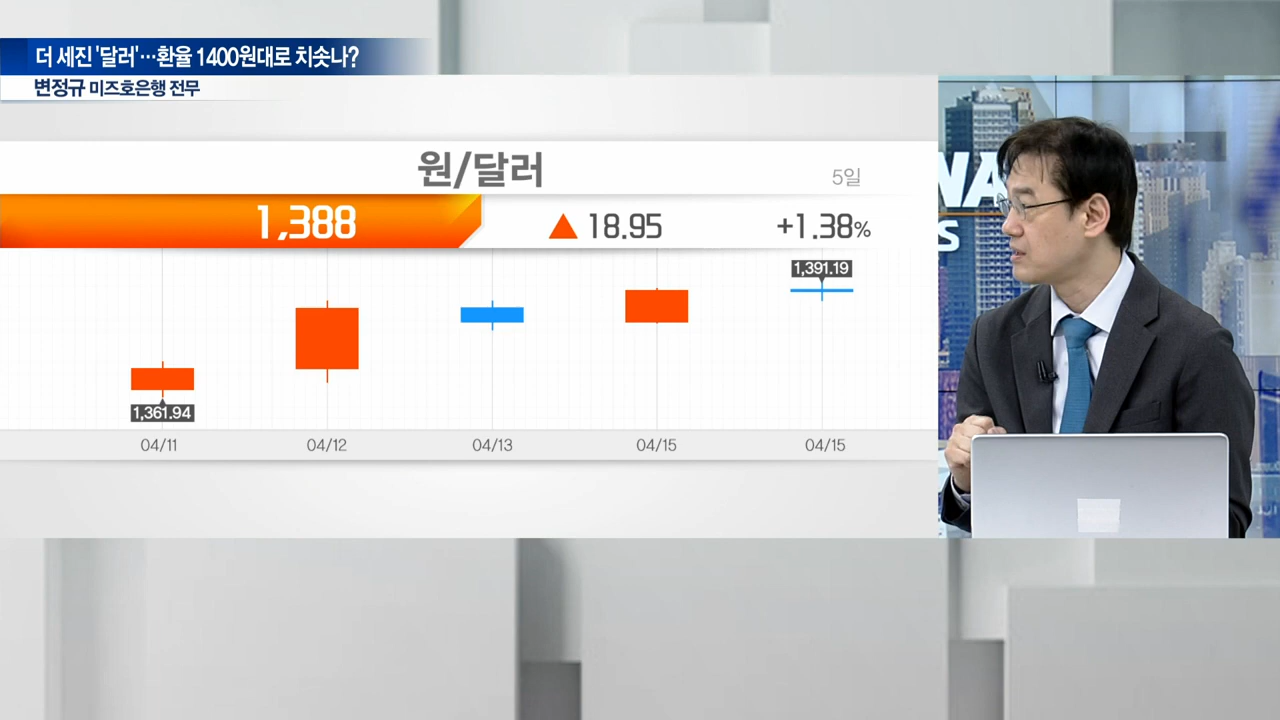 더 세진 '달러'…환율 1400원대로 치솟나?
변정규 미즈호은행 전무
원/달러
5일
1,388 ▲ 18.95 +1.38%
1,391.19
1,361.94
04/11 04/12 04/13 04/15 04/15
NA
S